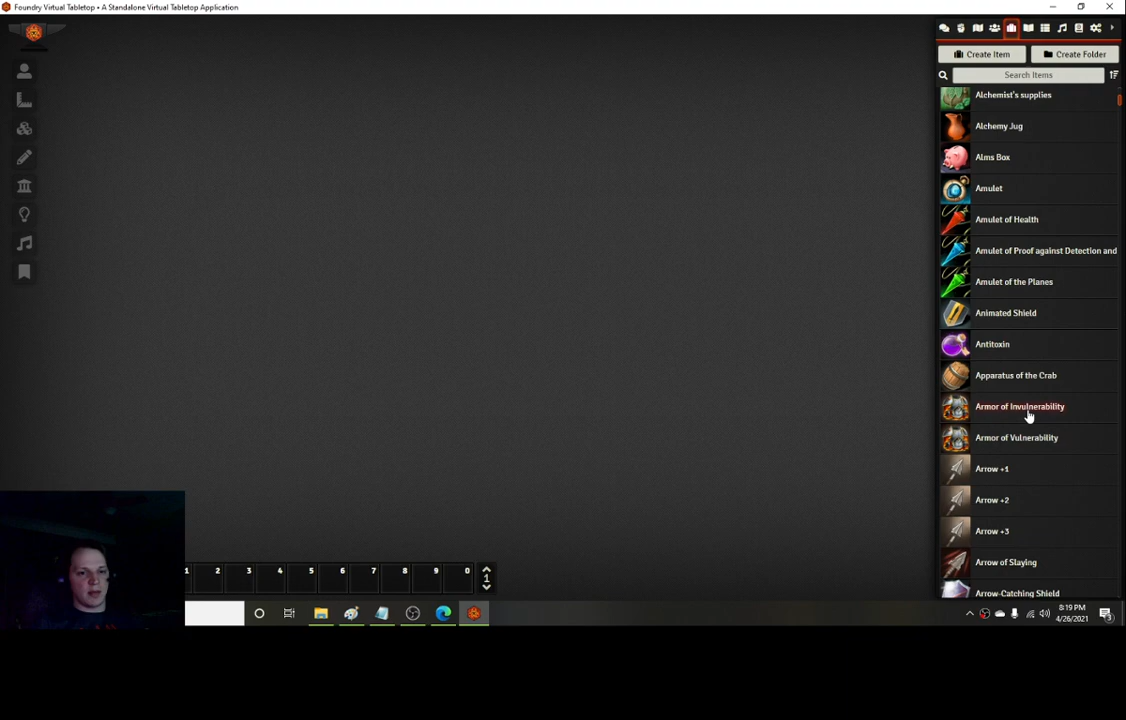 Foundry Virtual Tabletop • A Standalone Virtual Tabletop Application
Create Item
Create Folder
Search Items
Alchemist's supplies
Alchemy Jug
Alms Box
Amulet
Amulet of Health
Amulet of Proof against Detection and
Amulet of the Planes
Animated Shield
Antitoxin
Apparatus of the Crab
Armor of Invulnerability
Armor of Vulnerability
Arrow +1
Arrow +2
Arrow +3
Arrow of Slaying
Arrow-Catching Shield
1 2 3 4 5 6 7 8 9 0
1
8:19 PM
4/26/2021
3